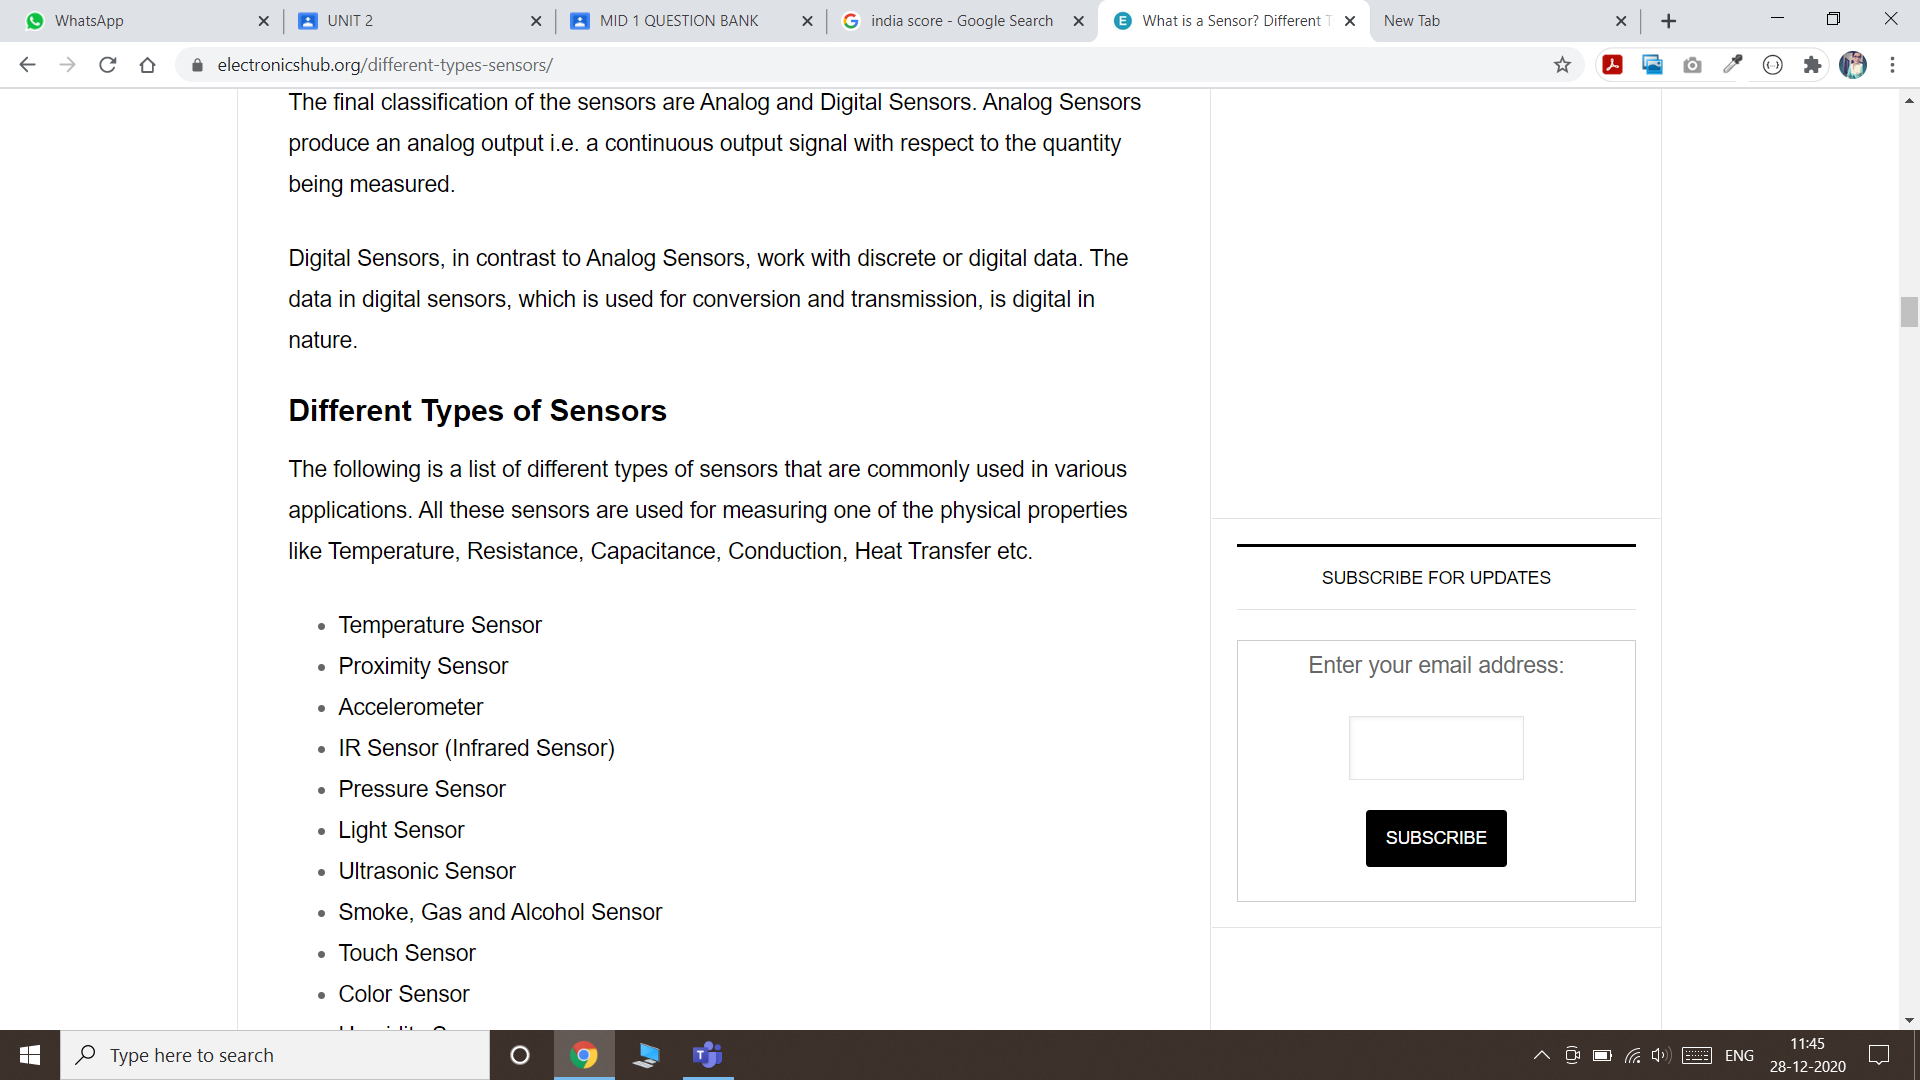 WhatsApp
UNIT 2
MID 1 QUESTION BANK
india score - Google Search
What is a Sensor? Different T
New Tab
electronicshub.org/different-types-sensors/
The final classification of the sensors are Analog and Digital Sensors. Analog Sensors
produce an analog output i.e. a continuous output signal with respect to the quantity
being measured.
Digital Sensors, in contrast to Analog Sensors, work with discrete or digital data. The
data in digital sensors, which is used for conversion and transmission, is digital in
nature.
Different Types of Sensors
The following is a list of different types of sensors that are commonly used in various
applications. All these sensors are used for measuring one of the physical properties
like Temperature, Resistance, Capacitance, Conduction, Heat Transfer etc.
Temperature Sensor
Proximity Sensor
Accelerometer
IR Sensor (Infrared Sensor)
Pressure Sensor
Light Sensor
Ultrasonic Sensor
Smoke, Gas and Alcohol Sensor
Touch Sensor
Color Sensor
SUBSCRIBE FOR UPDATES
Enter your email address:
SUBSCRIBE
Type here to search
ENG
11:45
28-12-2020